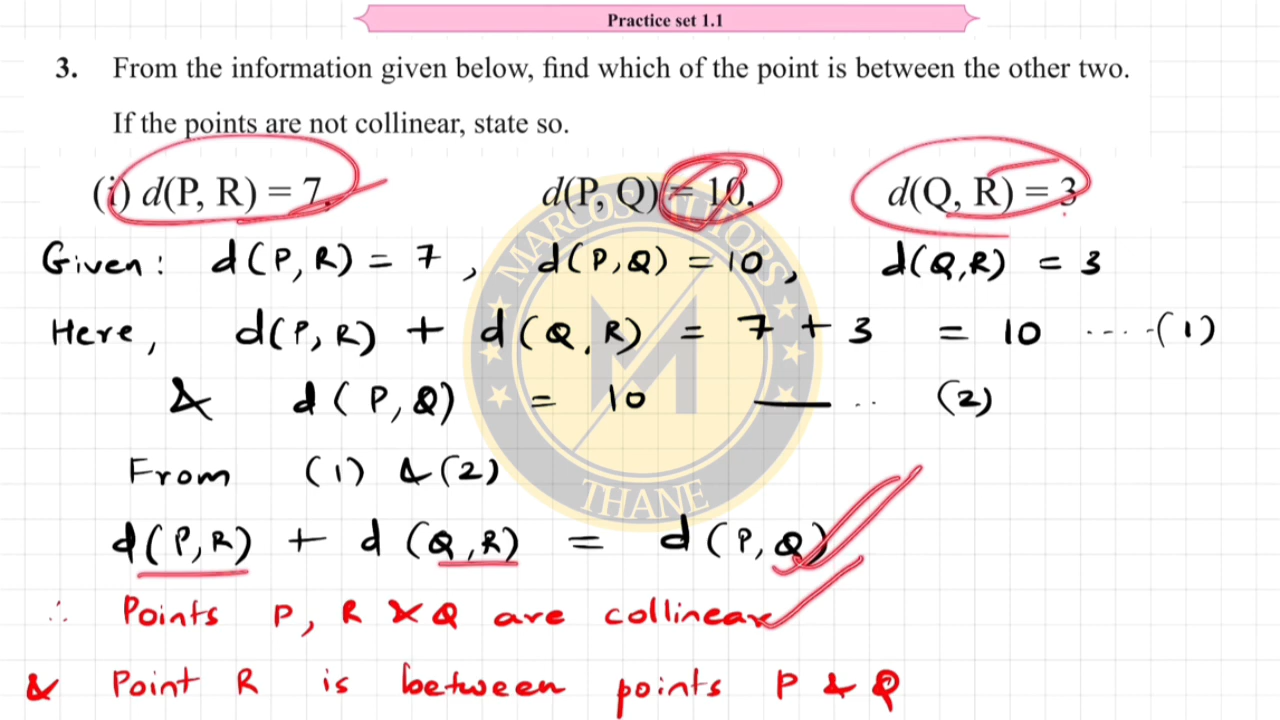 Practice set 1.1
3. From the information given below, find which of the point is between the other two.
If the points are not collinear, state so.
(i) d(P, R) = 7, d(P, Q) = 10, d(Q, R) = 3
Given: d(P,R) = 7, d(P,Q) = 10, d(Q,R) = 3
Here, d(P,R) + d(Q,R) = 7 + 3 = 10 ---- (1)
& d(P,Q) = 10 —— .. (2)
From (1) & (2)
d(P,R) + d(Q,R) = d(P,Q)
∴ Points P, R & Q are collinear
& Point R is between points P & Q
MARCOS TUTORS
M
THANE